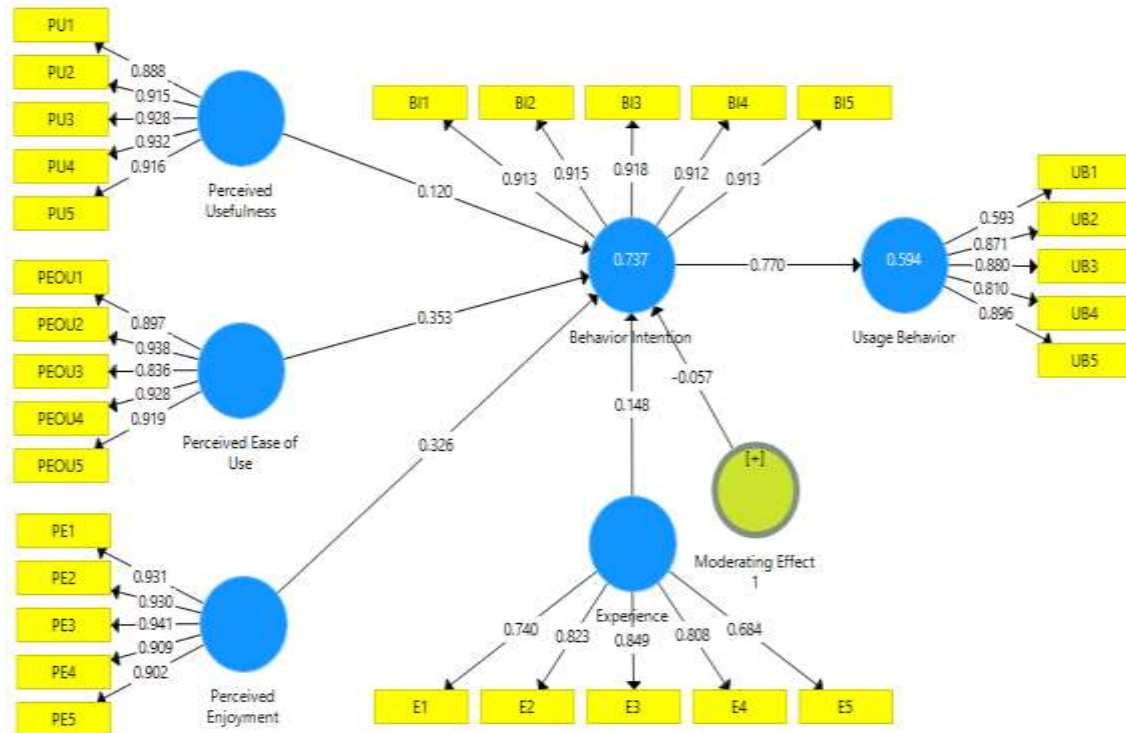 PU1
PU2
PU3
PU4
PU5
0.888
0.915
0.928
0.932
0.916
Perceived
Usefulness
0.120
BI1
BI2
BI3
BI4
BI5
0.913
0.915
0.918
0.912
0.913
0.737
Behavior Intention
0.770
0.594
Usage Behavior
UB1
UB2
UB3
UB4
UB5
0.593
0.871
0.880
0.810
0.896
PEOU1
PEOU2
PEOU3
PEOU4
PEOU5
0.897
0.938
0.836
0.928
0.919
Perceived Ease of
Use
0.353
PE1
PE2
PE3
PE4
PE5
0.931
0.930
0.941
0.909
0.902
Perceived
Enjoyment
0.326
0.148
-0.057
[+]
Moderating Effect
1
Experience
0.740
0.823
0.849
0.808
0.684
E1
E2
E3
E4
E5